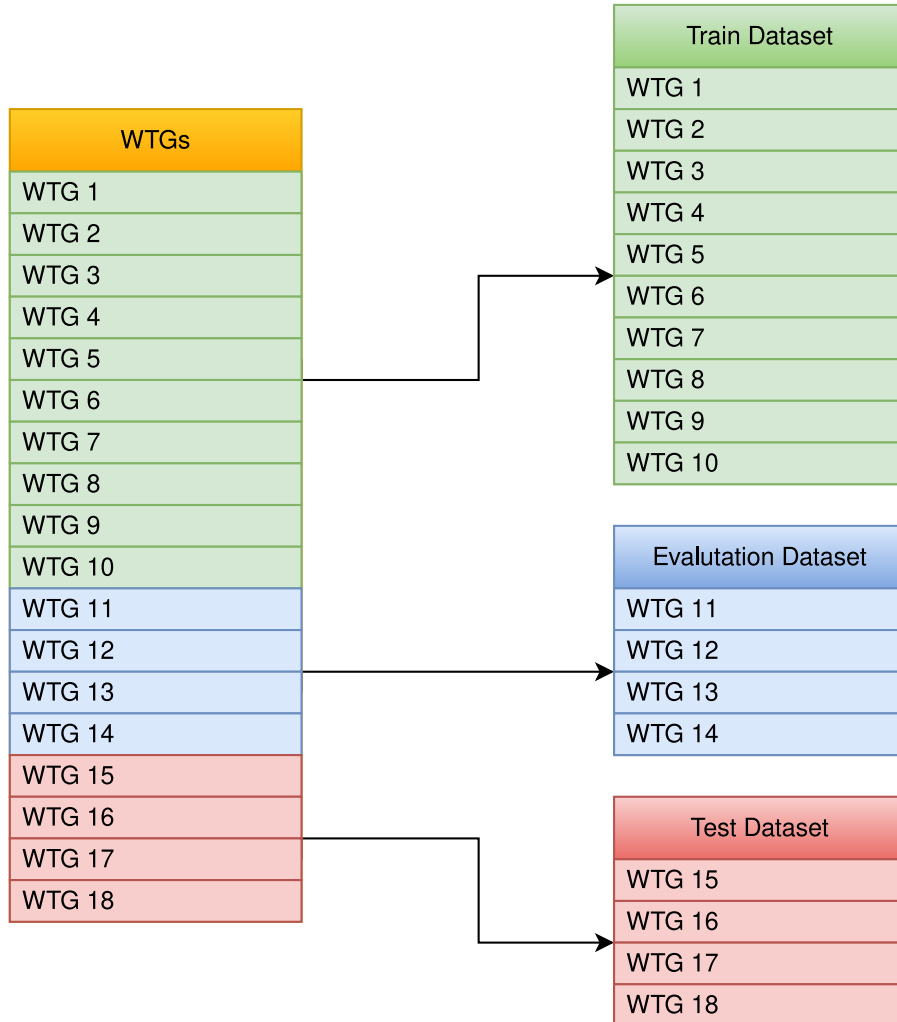 WTGs
WTG 1
WTG 2
WTG 3
WTG 4
WTG 5
WTG 6
WTG 7
WTG 8
WTG 9
WTG 10
WTG 11
WTG 12
WTG 13
WTG 14
WTG 15
WTG 16
WTG 17
WTG 18
Train Dataset
WTG 1
WTG 2
WTG 3
WTG 4
WTG 5
WTG 6
WTG 7
WTG 8
WTG 9
WTG 10
Evalutation Dataset
WTG 11
WTG 12
WTG 13
WTG 14
Test Dataset
WTG 15
WTG 16
WTG 17
WTG 18